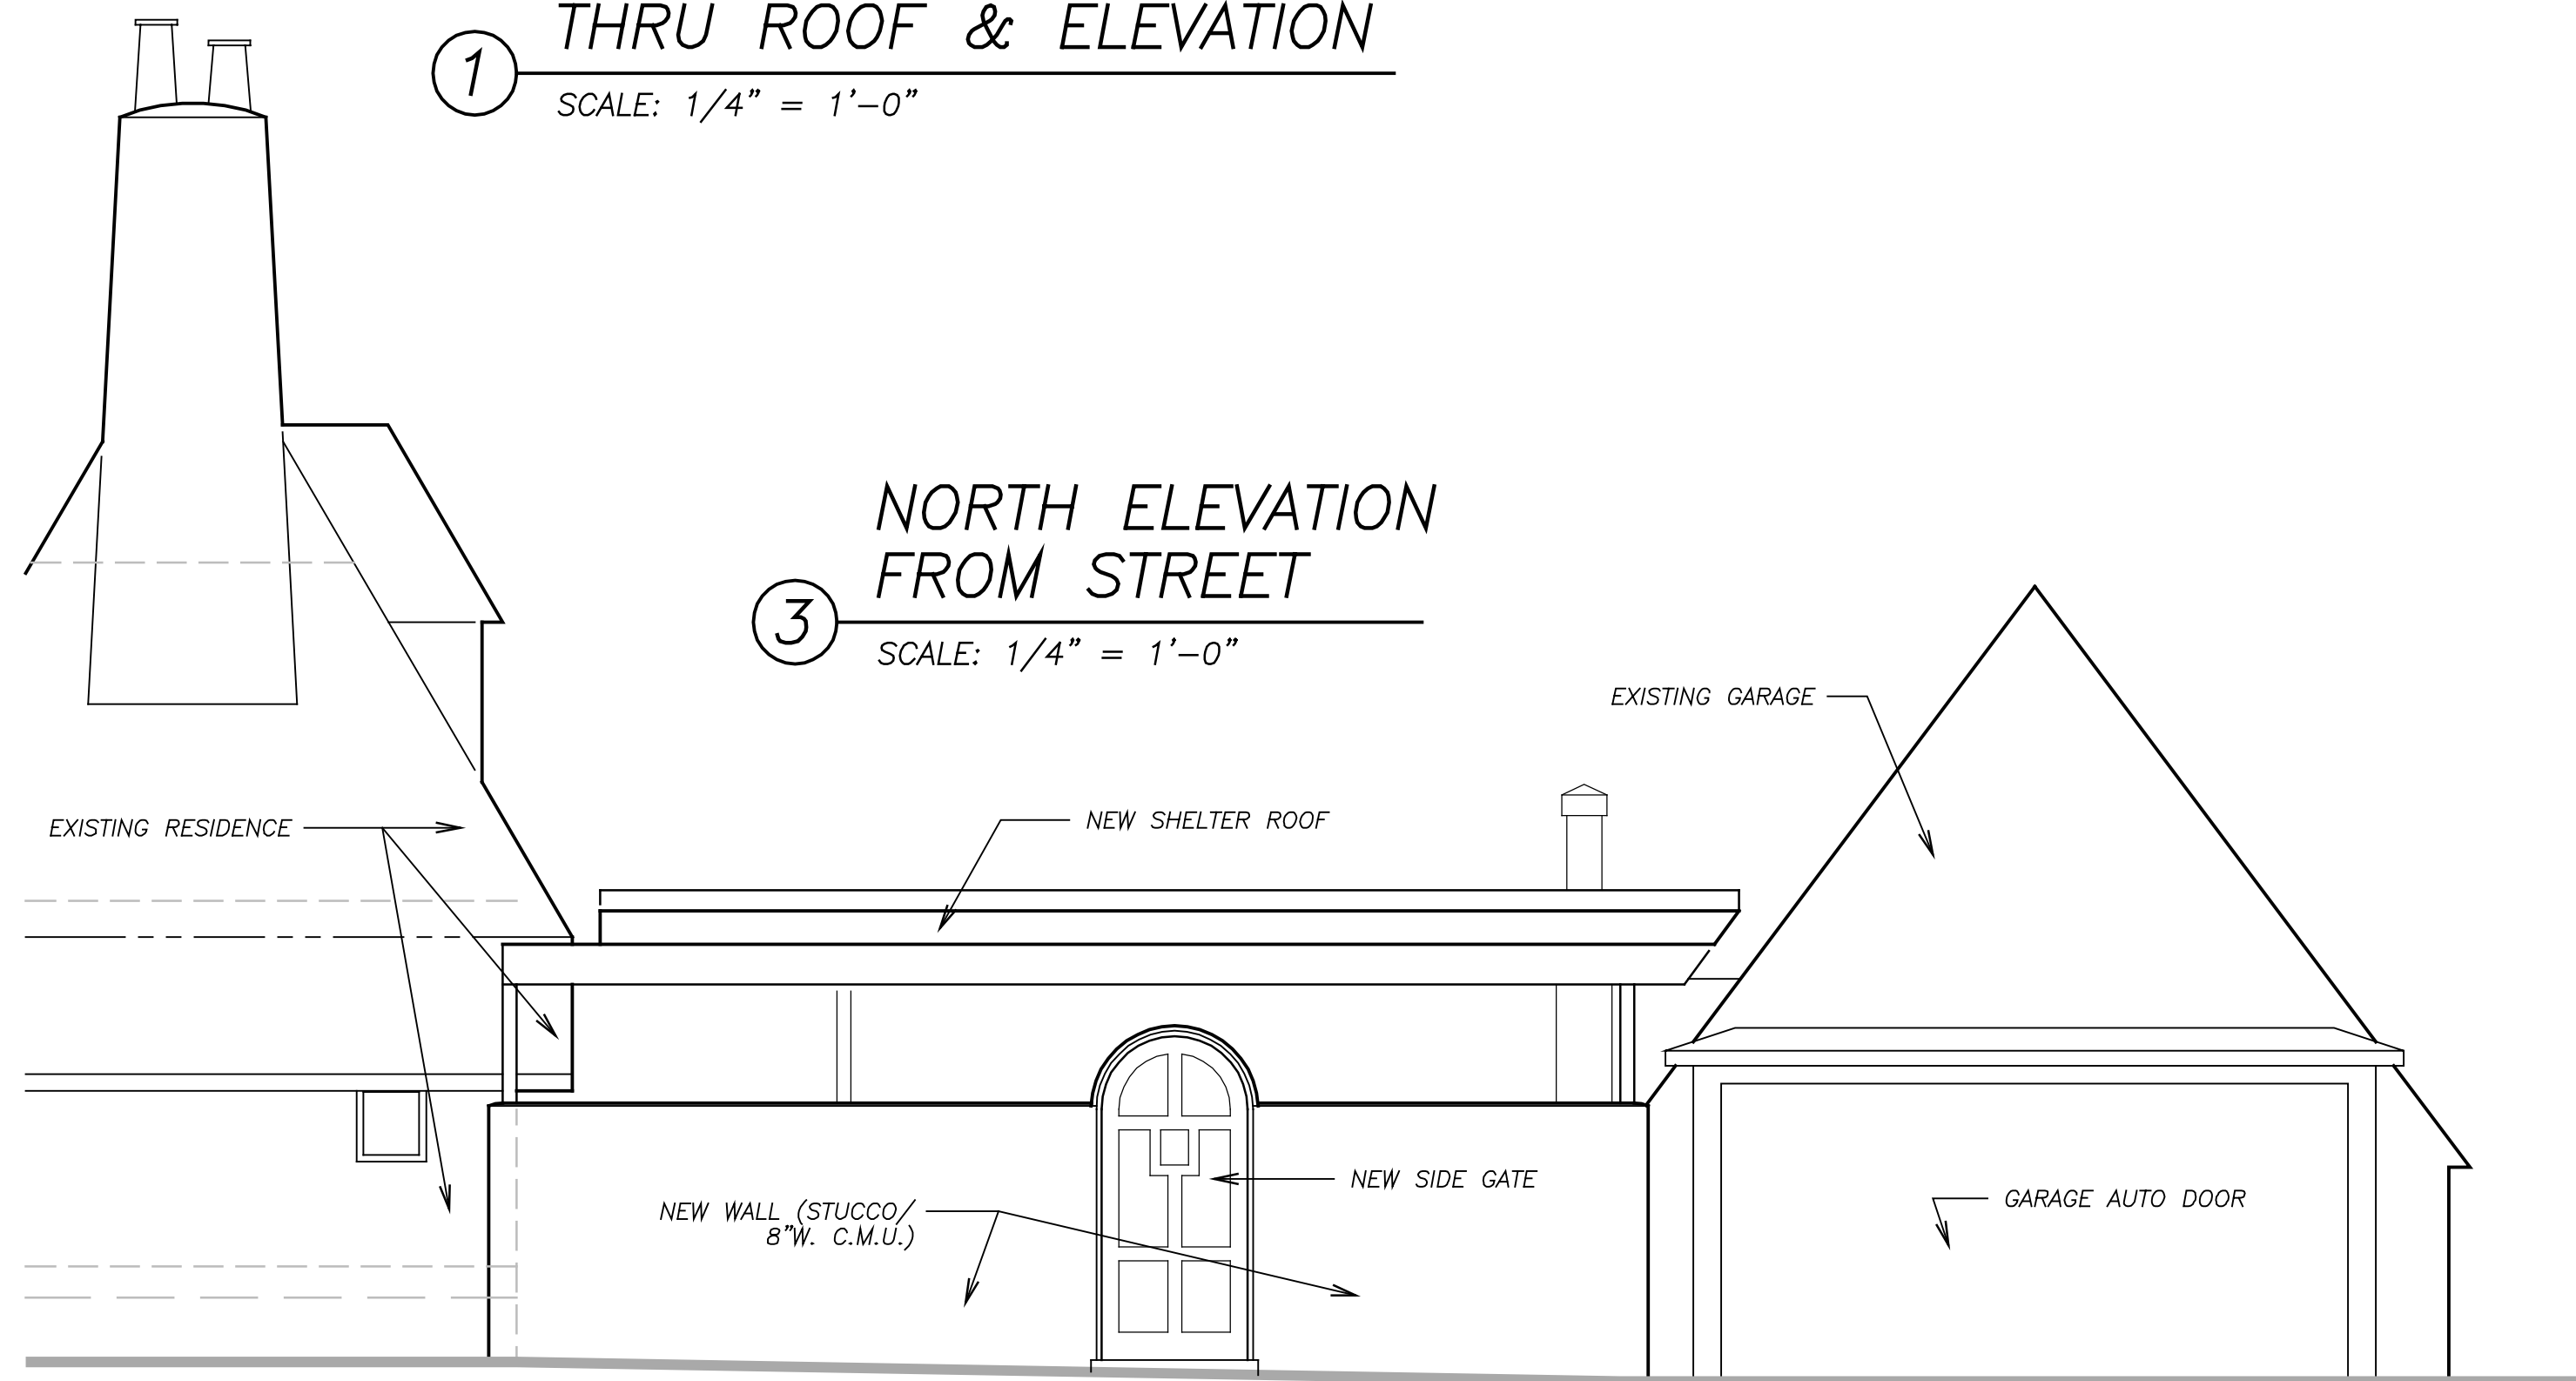 THRU ROOF & ELEVATION
1
SCALE: 1/4" = 1'-0"
NORTH ELEVATION
FROM STREET
3
SCALE: 1/4" = 1'-0"
EXISTING GARAGE
NEW SHELTER ROOF
EXISTING RESIDENCE
NEW SIDE GATE
GARAGE AUTO DOOR
NEW WALL (STUCCO/
8"W. C.M.U.)